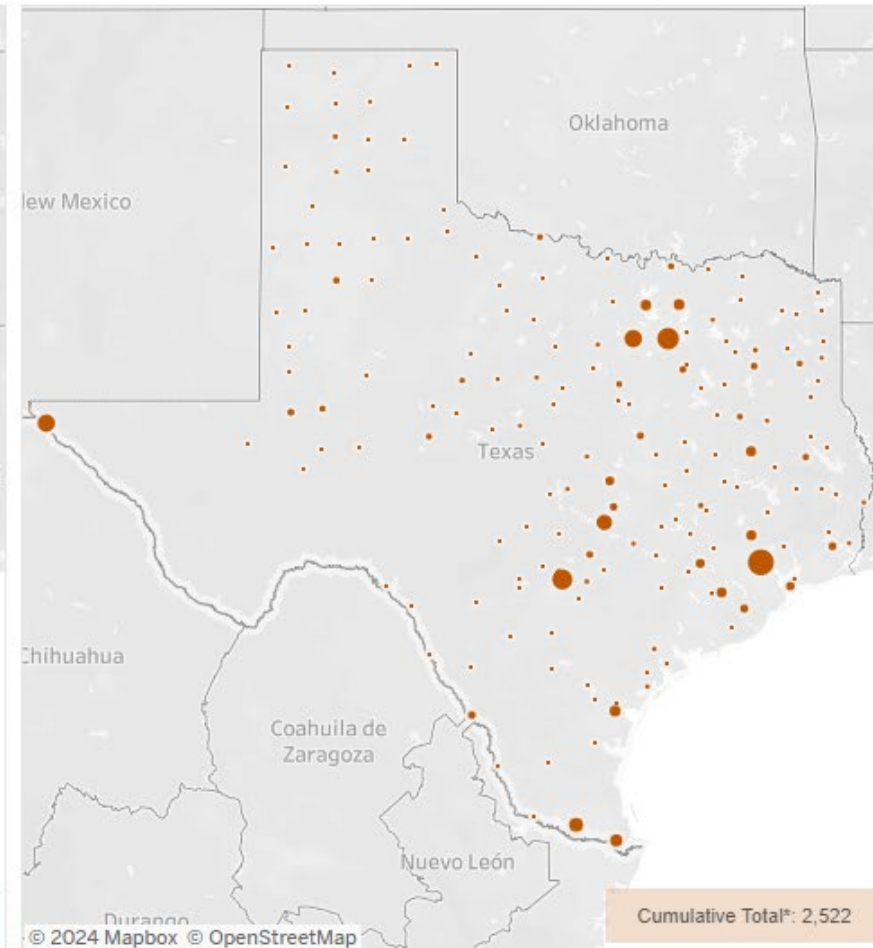 Oklahoma
lew Mexico
Texas
Chihuahua
Coahuila de
Zaragoza
Nuevo León
Durango
Cumulative Total*: 2,522
© 2024 Mapbox © OpenStreetMap